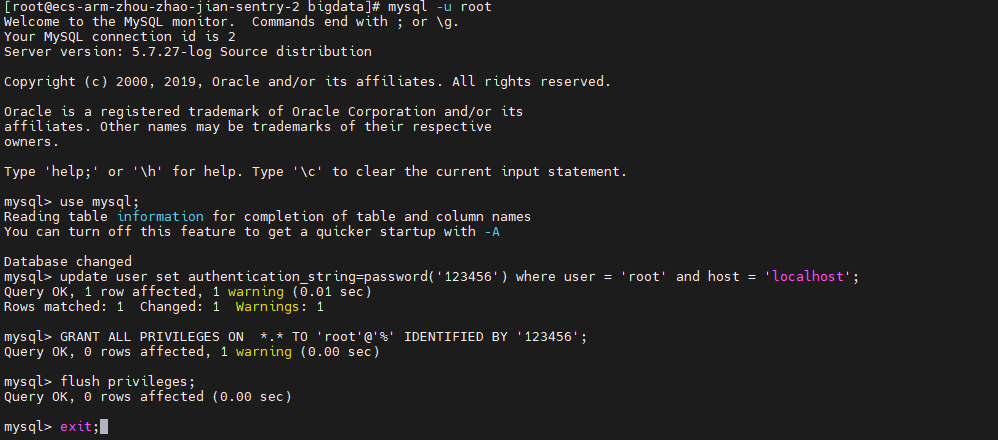 [root@ecs-arm-zhou-zhao-jian-sentry-2 bigdata]# mysql -u root
Welcome to the MySQL monitor.  Commands end with ; or \g.
Your MySQL connection id is 2
Server version: 5.7.27-log Source distribution

Copyright (c) 2000, 2019, Oracle and/or its affiliates. All rights reserved.

Oracle is a registered trademark of Oracle Corporation and/or its
affiliates. Other names may be trademarks of their respective
owners.

Type 'help;' or '\h' for help. Type '\c' to clear the current input statement.

mysql> use mysql;
Reading table information for completion of table and column names
You can turn off this feature to get a quicker startup with -A

Database changed
mysql> update user set authentication_string=password('123456') where user = 'root' and host = 'localhost';
Query OK, 1 row affected, 1 warning (0.01 sec)
Rows matched: 1  Changed: 1  Warnings: 1

mysql> GRANT ALL PRIVILEGES ON  *.* TO 'root'@'%' IDENTIFIED BY '123456';
Query OK, 0 rows affected, 1 warning (0.00 sec)

mysql> flush privileges;
Query OK, 0 rows affected (0.00 sec)

mysql> exit;